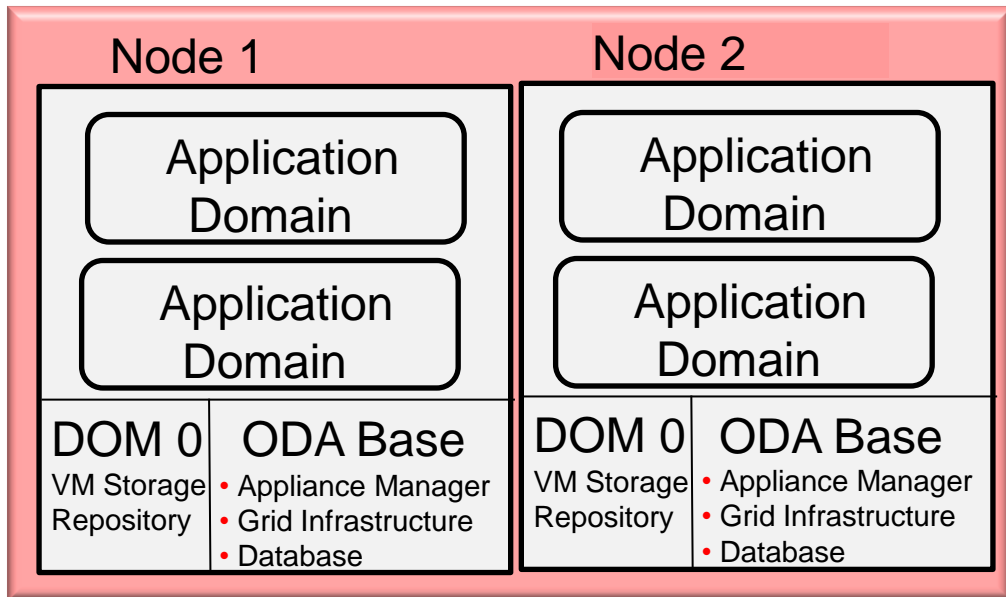 Node 1
Application
Domain
Application
Domain
DOM 0
VM Storage
Repository
ODA Base
• Appliance Manager
• Grid Infrastructure
• Database
Node 2
Application
Domain
Application
Domain
DOM 0
VM Storage
Repository
ODA Base
• Appliance Manager
• Grid Infrastructure
• Database